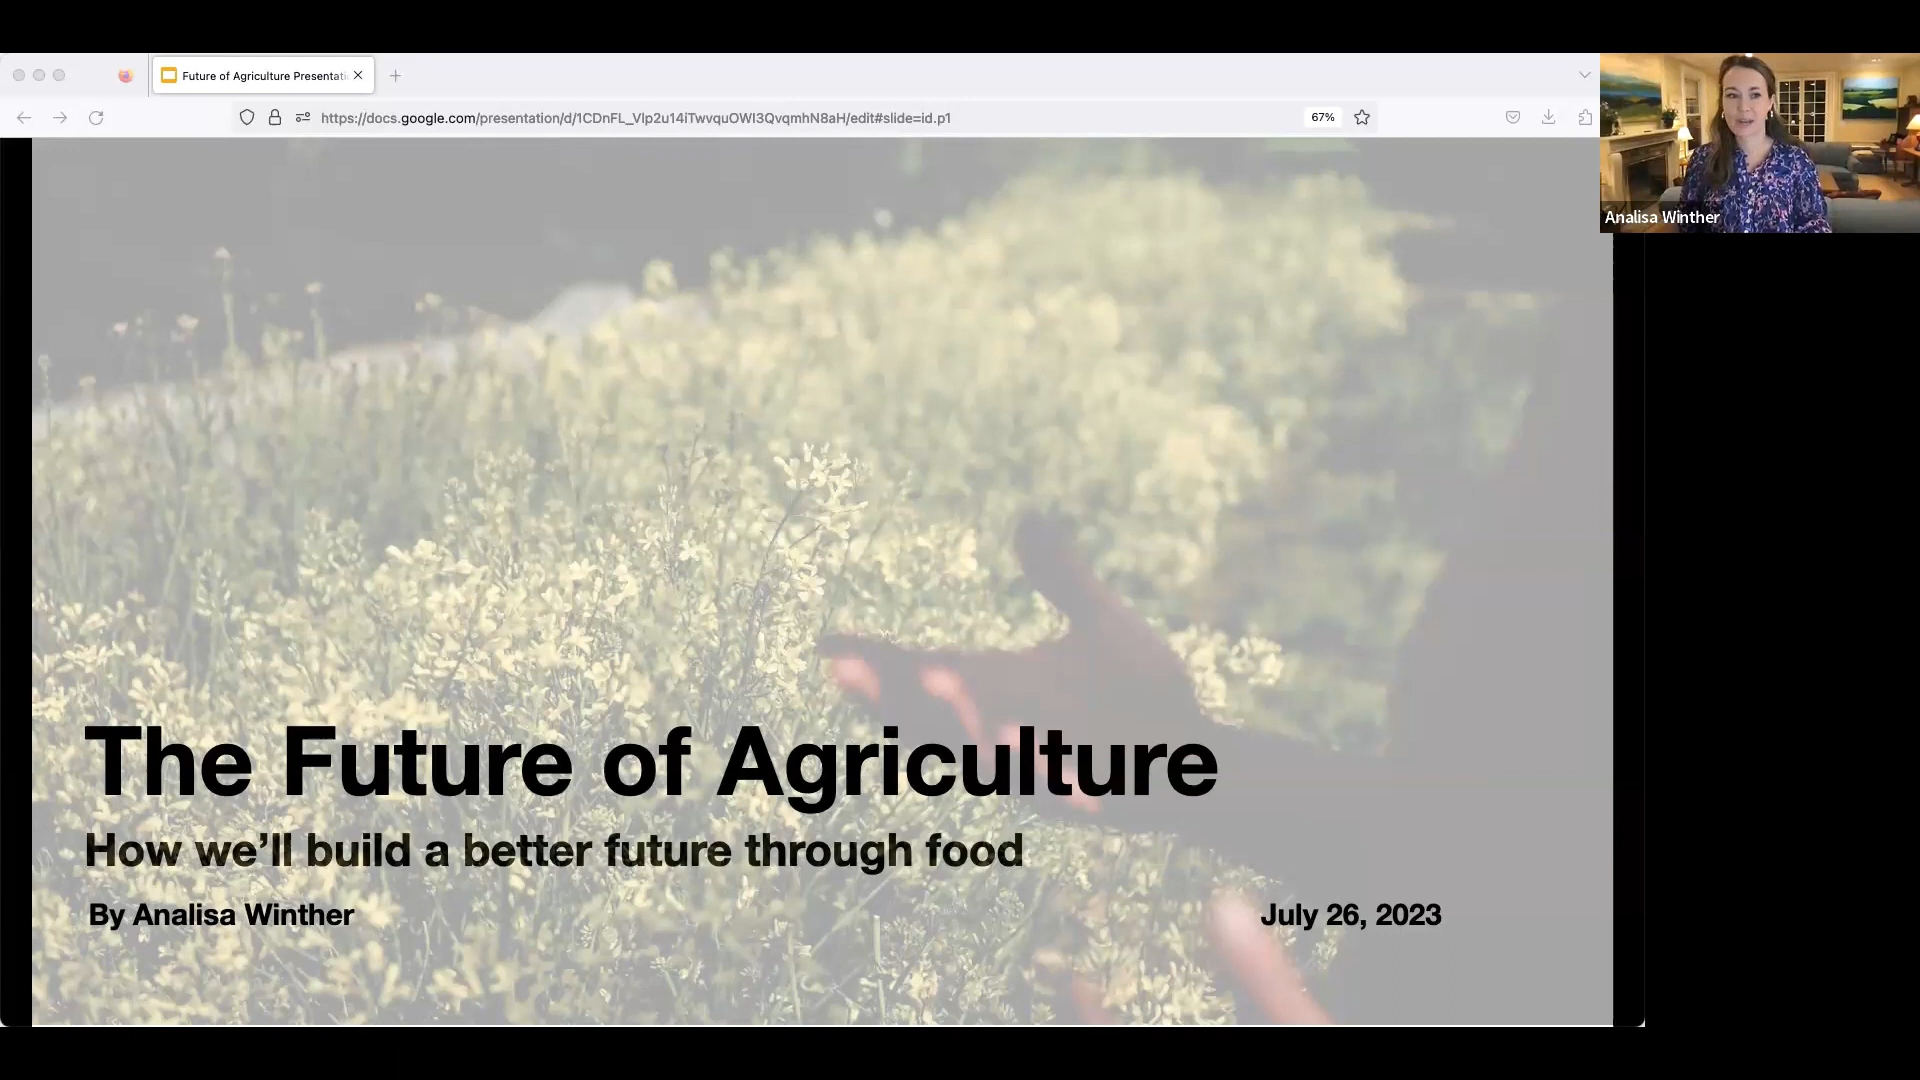 Future of Agriculture Presentati
https://docs.google.com/presentation/d/1CDnFL_Vlp2u14iTwvquOWI3QvqmhN8aH/edit#slide=id.p1
67%
Analisa Winther
The Future of Agriculture
How we’ll build a better future through food
By Analisa Winther
July 26, 2023